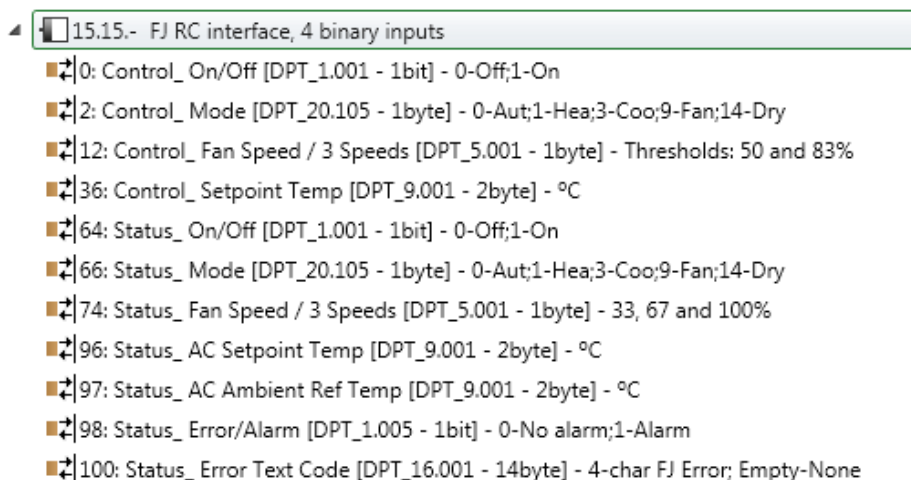 15.15.- FJ RC interface, 4 binary inputs
0: Control_ On/Off [DPT_1.001 - 1bit] - 0-Off;1-On
2: Control_ Mode [DPT_20.105 - 1byte] - 0-Aut;1-Hea;3-Coo;9-Fan;14-Dry
12: Control_ Fan Speed / 3 Speeds [DPT_5.001 - 1byte] - Thresholds: 50 and 83%
36: Control_ Setpoint Temp [DPT_9.001 - 2byte] - ºC
64: Status_ On/Off [DPT_1.001 - 1bit] - 0-Off;1-On
66: Status_ Mode [DPT_20.105 - 1byte] - 0-Aut;1-Hea;3-Coo;9-Fan;14-Dry
74: Status_ Fan Speed / 3 Speeds [DPT_5.001 - 1byte] - 33, 67 and 100%
96: Status_ AC Setpoint Temp [DPT_9.001 - 2byte] - ºC
97: Status_ AC Ambient Ref Temp [DPT_9.001 - 2byte] - ºC
98: Status_ Error/Alarm [DPT_1.005 - 1bit] - 0-No alarm;1-Alarm
100: Status_ Error Text Code [DPT_16.001 - 14byte] - 4-char FJ Error; Empty-None